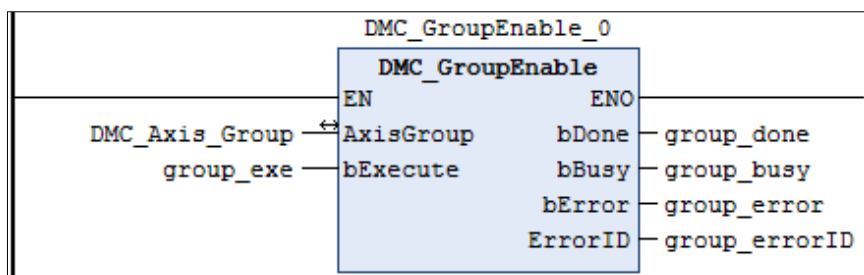 DMC_GroupEnable_0
DMC_GroupEnable
EN ENO
DMC_Axis_Group AxisGroup bDone group_done
group_exe bExecute bBusy group_busy
bError group_error
ErrorID group_errorID